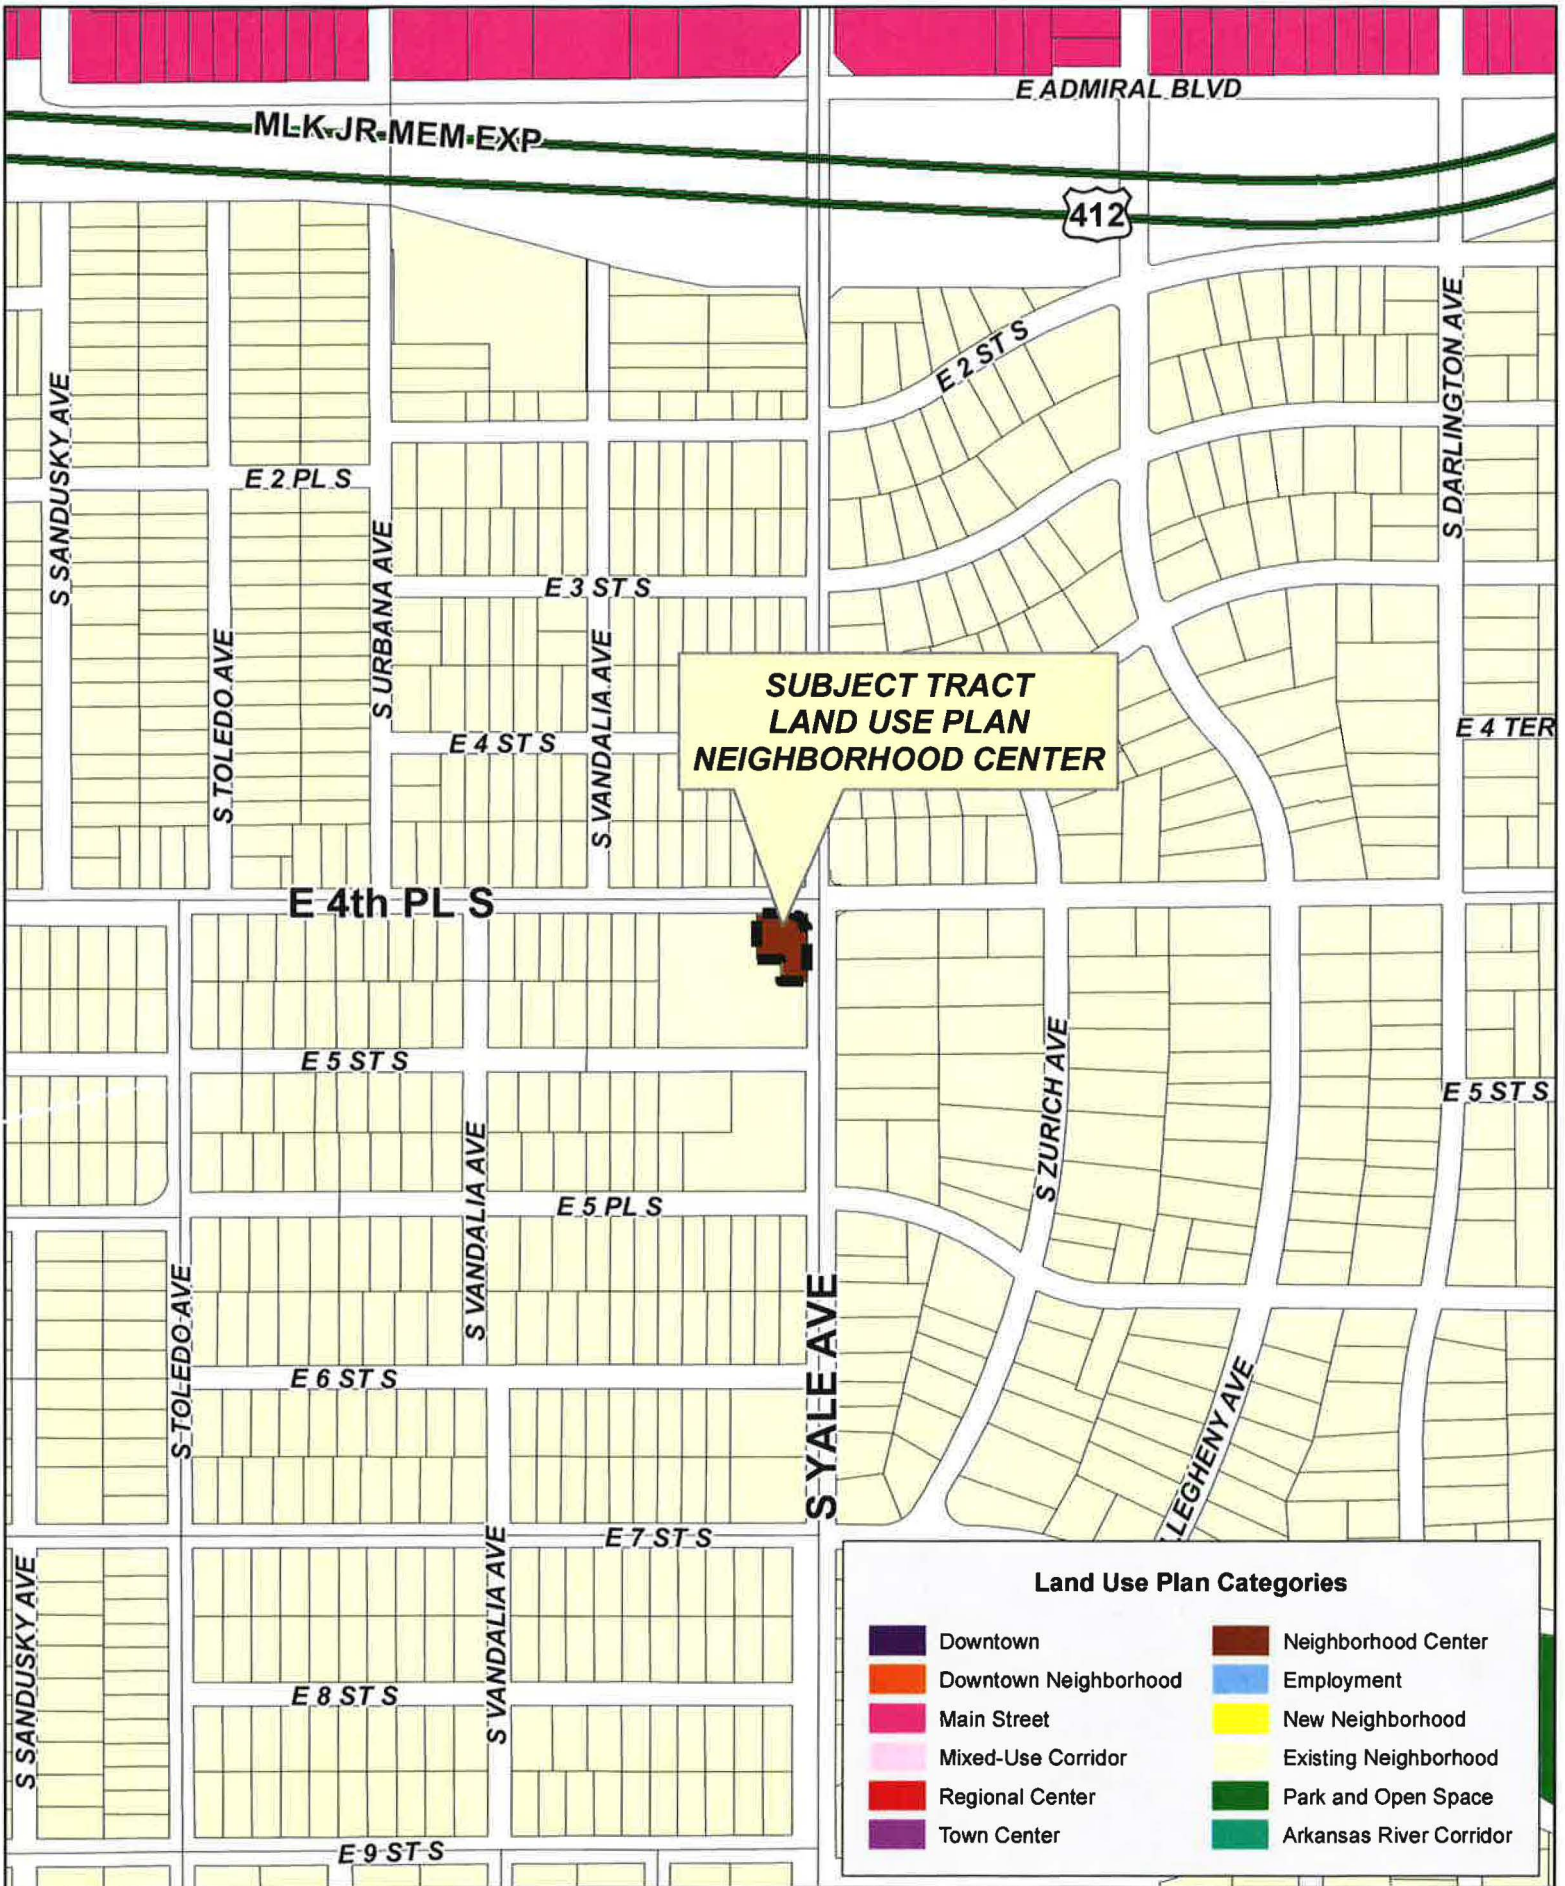 E ADMIRAL BLVD
MLK JR MEM EXP
412
E 2 ST S
S DARLINGTON AVE
S SANDUSKY AVE
E 2 PL S
S URBANA AVE
E 3 ST S
S TOLEDO AVE
S VANDALIA AVE
SUBJECT TRACT
LAND USE PLAN
NEIGHBORHOOD CENTER
E 4 TER
E 4 ST S
E 4th PL S
E 5 ST S
S ZURICH AVE
E 5 ST S
S VANDALIA AVE
E 5 PL S
S TOLEDO AVE
S YALE AVE
E 6 ST S
LLEGHENY AVE
E 7 ST S
S SANDUSKY AVE
S VANDALIA AVE
E 8 ST S
E 9 ST S
Land Use Plan Categories
Downtown
Downtown Neighborhood
Main Street
Mixed-Use Corridor
Regional Center
Town Center
Neighborhood Center
Employment
New Neighborhood
Existing Neighborhood
Park and Open Space
Arkansas River Corridor